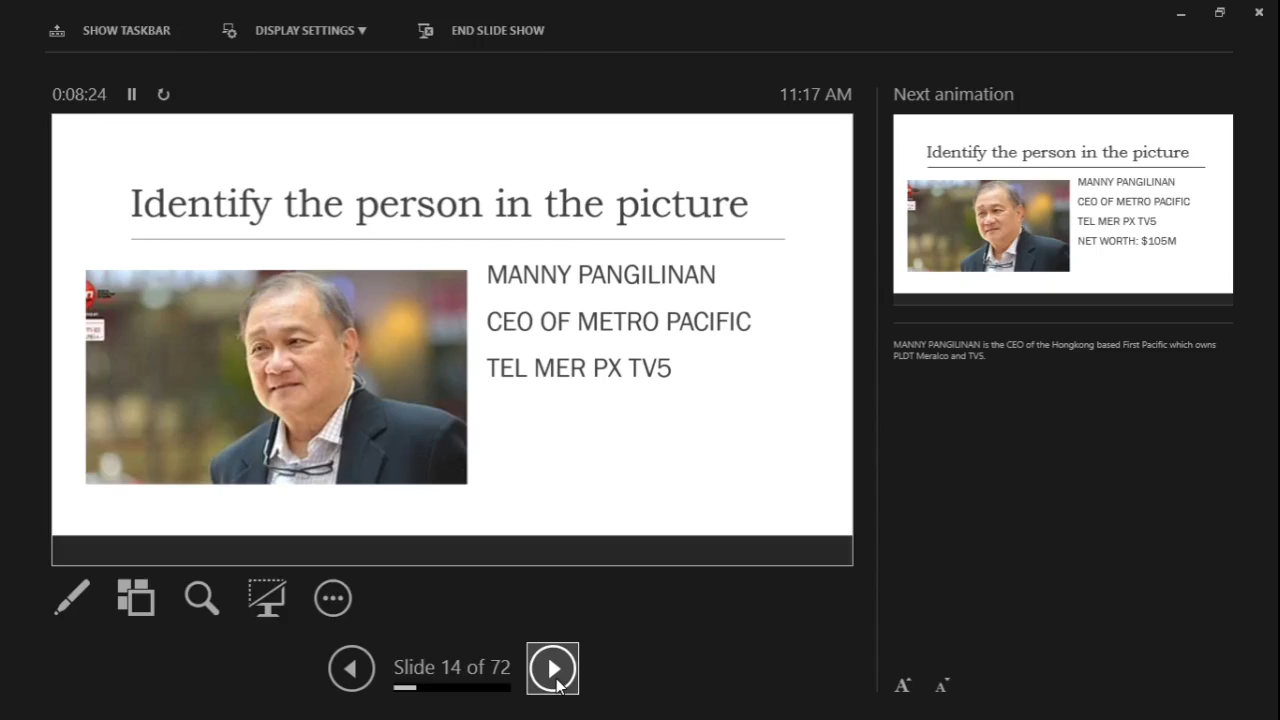 SHOW TASKBAR
DISPLAY SETTINGS ▼
END SLIDE SHOW
0:08:24
11:17 AM
Identify the person in the picture
MANNY PANGILINAN
CEO OF METRO PACIFIC
TEL MER PX TV5
Slide 14 of 72
Next animation
Identify the person in the picture
MANNY PANGILINAN
CEO OF METRO PACIFIC
TEL MER PX TV5
NET WORTH: $105M
MANNY PANGILINAN is the CEO of the Hongkong based First Pacific which owns
PLDT Meralco and TV5.
A A